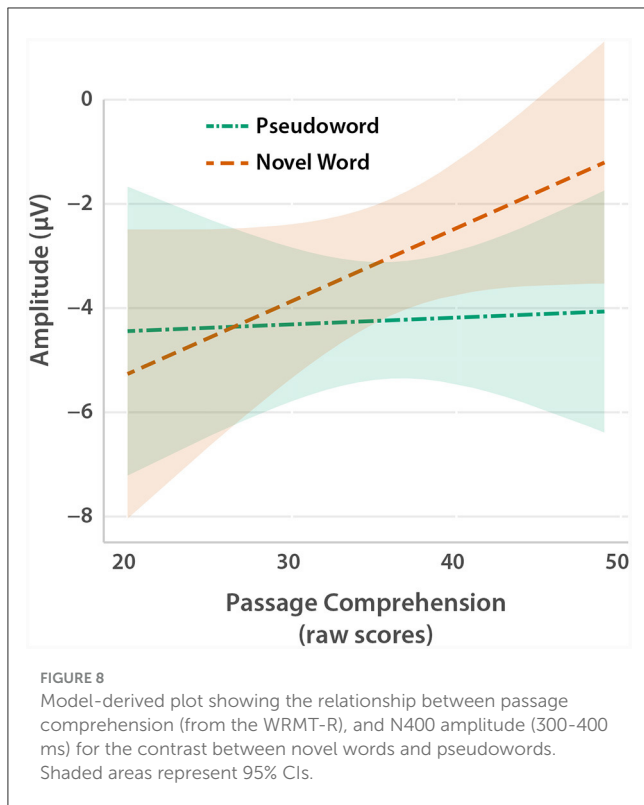 0
Pseudoword
Novel Word
−2
−4
−6
−8
Amplitude (µV)
20
30
40
50
Passage Comprehension
(raw scores)
FIGURE 8
Model-derived plot showing the relationship between passage
comprehension (from the WRMT-R), and N400 amplitude (300-400
ms) for the contrast between novel words and pseudowords.
Shaded areas represent 95% CIs.